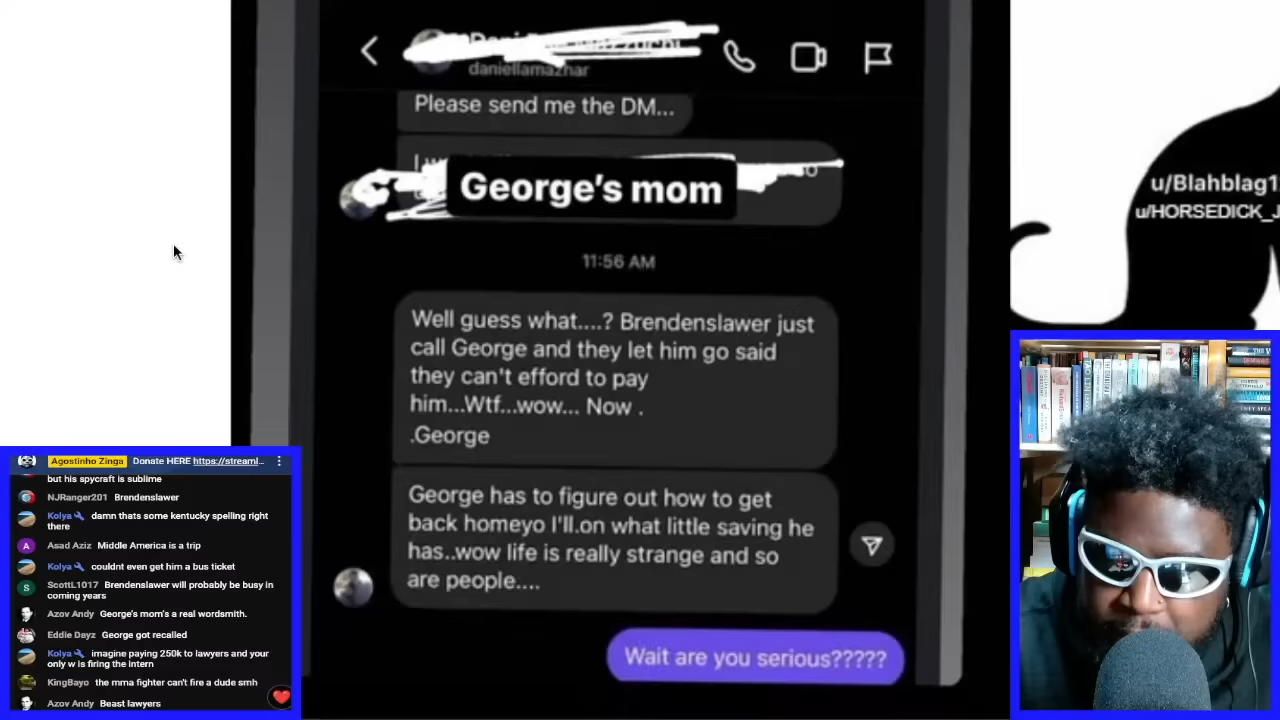 daniellamazhar
Please send me the DM...
George's mom
11:56 AM
Well guess what....? Brendenslawer just
call George and they let him go said
they can't efford to pay
him...Wtf...wow... Now .
.George
George has to figure out how to get
back homeyo I'll.on what little saving he
has..wow life is really strange and so
are people....
Wait are you serious?????
u/Blahblag1
u/HORSEDICK_J
Agostinho Zinga Donate HERE https://streaml...
but his spycraft is sublime
NJRanger201 Brendenslawer
Kolya damn thats some kentucky spelling right
there
Asad Aziz Middle America is a trip
Kolya couldnt even get him a bus ticket
ScottL1017 Brendenslawer will probably be busy in
coming years
Azov Andy George's mom's a real wordsmith.
Eddie Dayz George got recalled
Kolya imagine paying 250k to lawyers and your
only w is firing the intern
KingBayo the mma fighter can't fire a dude smh
Azov Andy Beast lawyers